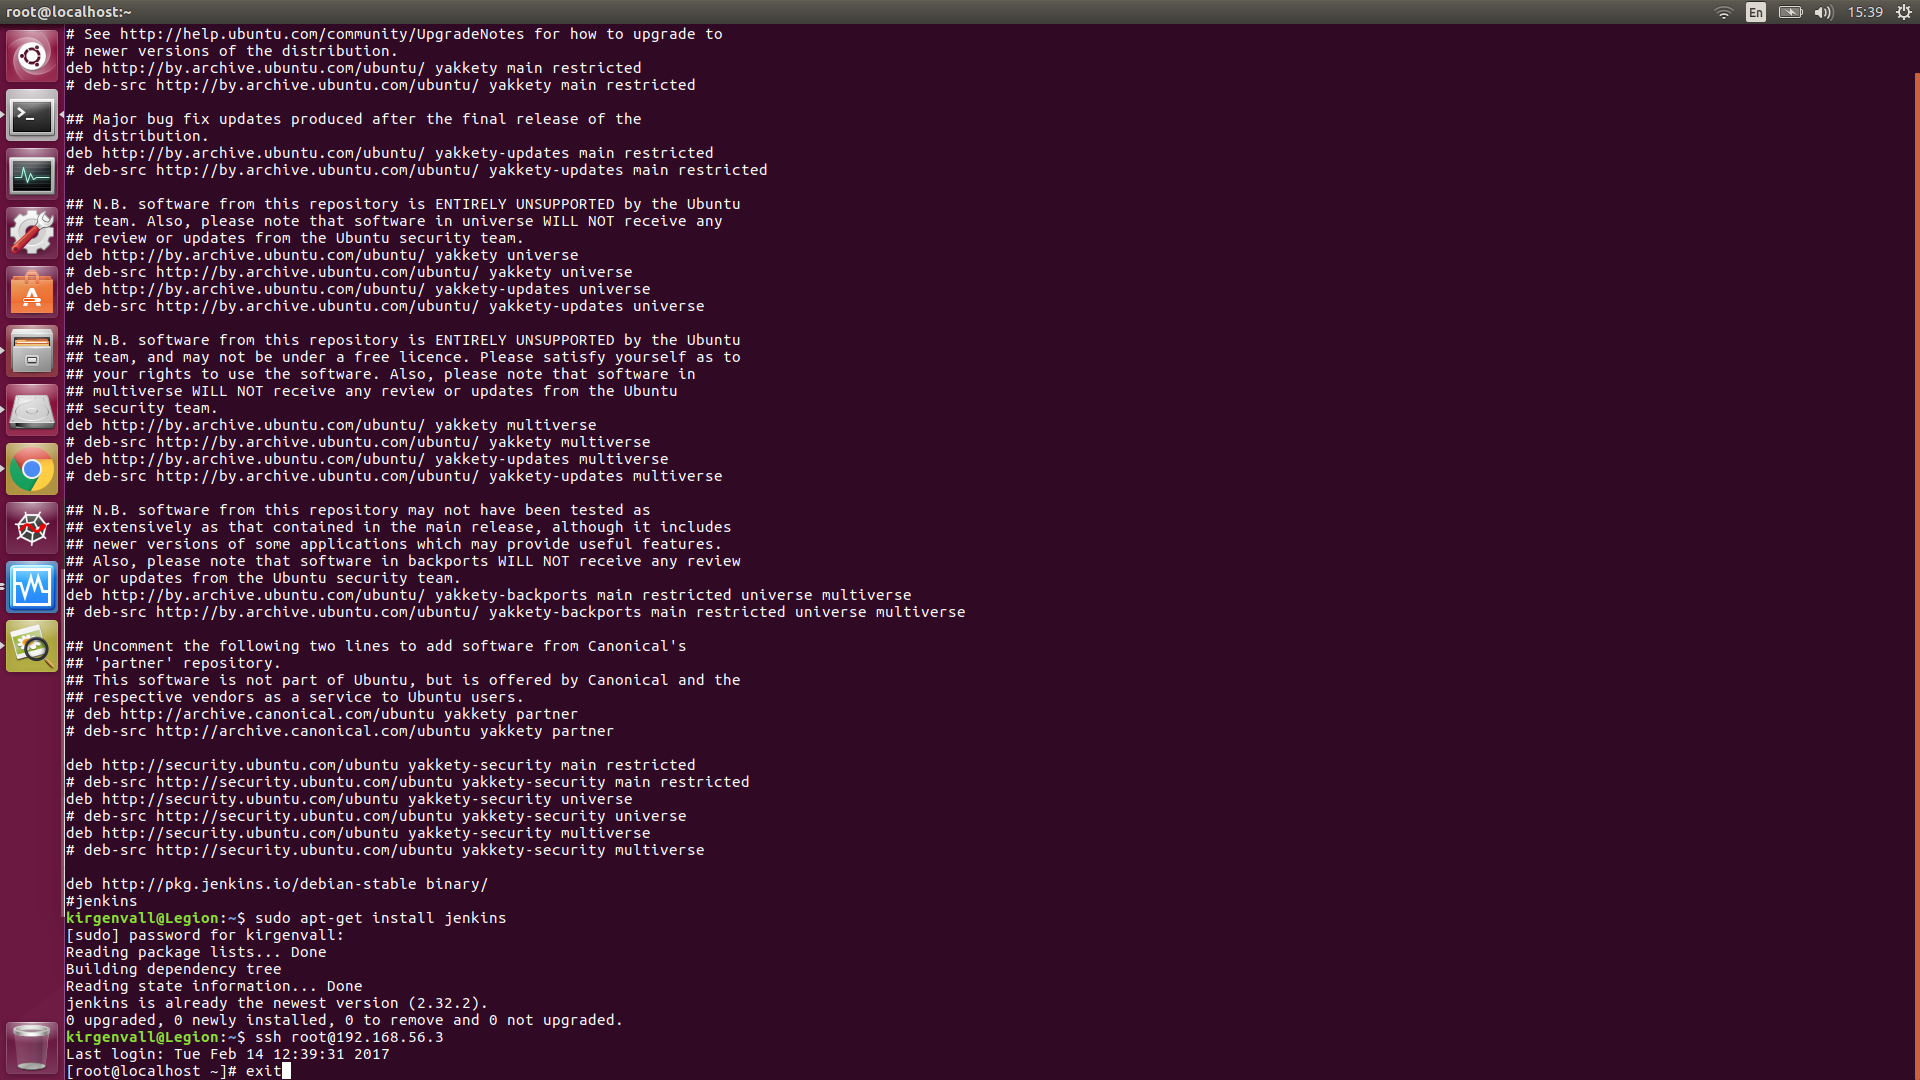 root@localhost:~
En
15:39
# See http://help.ubuntu.com/community/UpgradeNotes for how to upgrade to
# newer versions of the distribution.
deb http://by.archive.ubuntu.com/ubuntu/ yakkety main restricted
# deb-src http://by.archive.ubuntu.com/ubuntu/ yakkety main restricted

## Major bug fix updates produced after the final release of the
## distribution.
deb http://by.archive.ubuntu.com/ubuntu/ yakkety-updates main restricted
# deb-src http://by.archive.ubuntu.com/ubuntu/ yakkety-updates main restricted

## N.B. software from this repository is ENTIRELY UNSUPPORTED by the Ubuntu
## team. Also, please note that software in universe WILL NOT receive any
## review or updates from the Ubuntu security team.
deb http://by.archive.ubuntu.com/ubuntu/ yakkety universe
# deb-src http://by.archive.ubuntu.com/ubuntu/ yakkety universe
deb http://by.archive.ubuntu.com/ubuntu/ yakkety-updates universe
# deb-src http://by.archive.ubuntu.com/ubuntu/ yakkety-updates universe

## N.B. software from this repository is ENTIRELY UNSUPPORTED by the Ubuntu
## team, and may not be under a free licence. Please satisfy yourself as to
## your rights to use the software. Also, please note that software in
## multiverse WILL NOT receive any review or updates from the Ubuntu
## security team.
deb http://by.archive.ubuntu.com/ubuntu/ yakkety multiverse
# deb-src http://by.archive.ubuntu.com/ubuntu/ yakkety multiverse
deb http://by.archive.ubuntu.com/ubuntu/ yakkety-updates multiverse
# deb-src http://by.archive.ubuntu.com/ubuntu/ yakkety-updates multiverse

## N.B. software from this repository may not have been tested as
## extensively as that contained in the main release, although it includes
## newer versions of some applications which may provide useful features.
## Also, please note that software in backports WILL NOT receive any review
## or updates from the Ubuntu security team.
deb http://by.archive.ubuntu.com/ubuntu/ yakkety-backports main restricted universe multiverse
# deb-src http://by.archive.ubuntu.com/ubuntu/ yakkety-backports main restricted universe multiverse

## Uncomment the following two lines to add software from Canonical's
## 'partner' repository.
## This software is not part of Ubuntu, but is offered by Canonical and the
## respective vendors as a service to Ubuntu users.
# deb http://archive.canonical.com/ubuntu yakkety partner
# deb-src http://archive.canonical.com/ubuntu yakkety partner

deb http://security.ubuntu.com/ubuntu yakkety-security main restricted
# deb-src http://security.ubuntu.com/ubuntu yakkety-security main restricted
deb http://security.ubuntu.com/ubuntu yakkety-security universe
# deb-src http://security.ubuntu.com/ubuntu yakkety-security universe
deb http://security.ubuntu.com/ubuntu yakkety-security multiverse
# deb-src http://security.ubuntu.com/ubuntu yakkety-security multiverse

deb http://pkg.jenkins.io/debian-stable binary/
#jenkins
kirgenvall@Legion:~$ sudo apt-get install jenkins
[sudo] password for kirgenvall:
Reading package lists... Done
Building dependency tree
Reading state information... Done
jenkins is already the newest version (2.32.2).
0 upgraded, 0 newly installed, 0 to remove and 0 not upgraded.
kirgenvall@Legion:~$ ssh root@192.168.56.3
Last login: Tue Feb 14 12:39:31 2017
[root@localhost ~]# exit